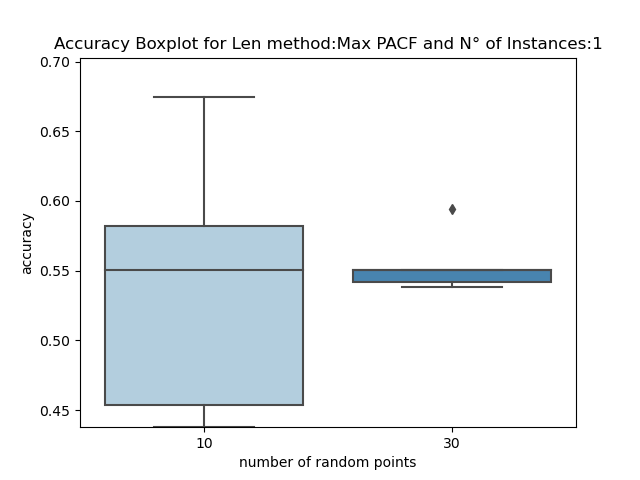 Accuracy Boxplot for Len method:Max PACF and N° of Instances:1
0.70
0.65
0.60
0.55
0.50
0.45
accuracy
10
30
number of random points